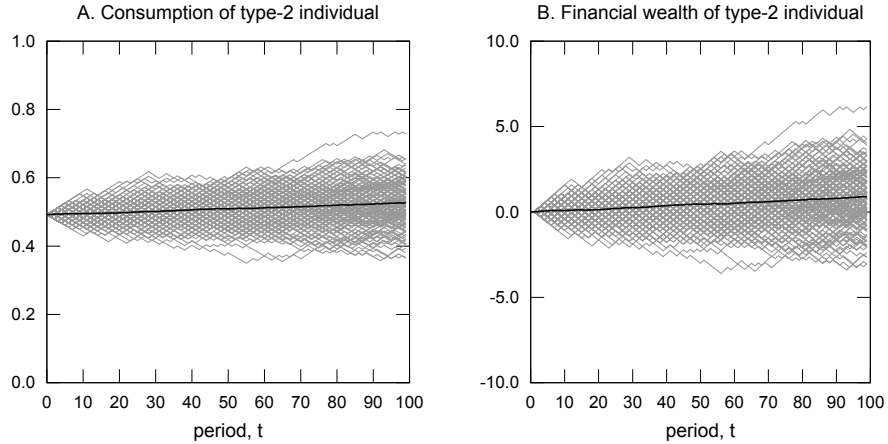 A. Consumption of type-2 individual
1.0
0.8
0.6
0.4
0.2
0.0
0 10 20 30 40 50 60 70 80 90 100
period, t
B. Financial wealth of type-2 individual
10.0
5.0
0.0
-5.0
-10.0
0 10 20 30 40 50 60 70 80 90 100
period, t